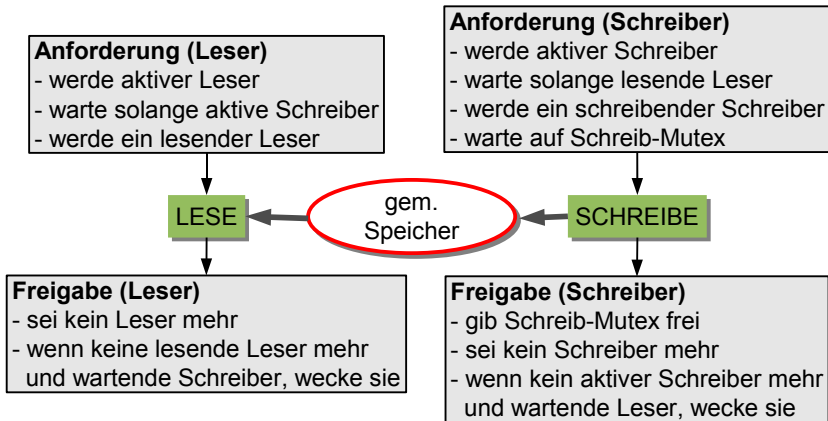 Anforderung (Leser)
- werde aktiver Leser
- warte solange aktive Schreiber
- werde ein lesender Leser
Anforderung (Schreiber)
- werde aktiver Schreiber
- warte solange lesende Leser
- werde ein schreibender Schreiber
- warte auf Schreib-Mutex
LESE
gem.
Speicher
SCHREIBE
Freigabe (Leser)
- sei kein Leser mehr
- wenn keine lesende Leser mehr
und wartende Schreiber, wecke sie
Freigabe (Schreiber)
- gib Schreib-Mutex frei
- sei kein Schreiber mehr
- wenn kein aktiver Schreiber mehr
und wartende Leser, wecke sie